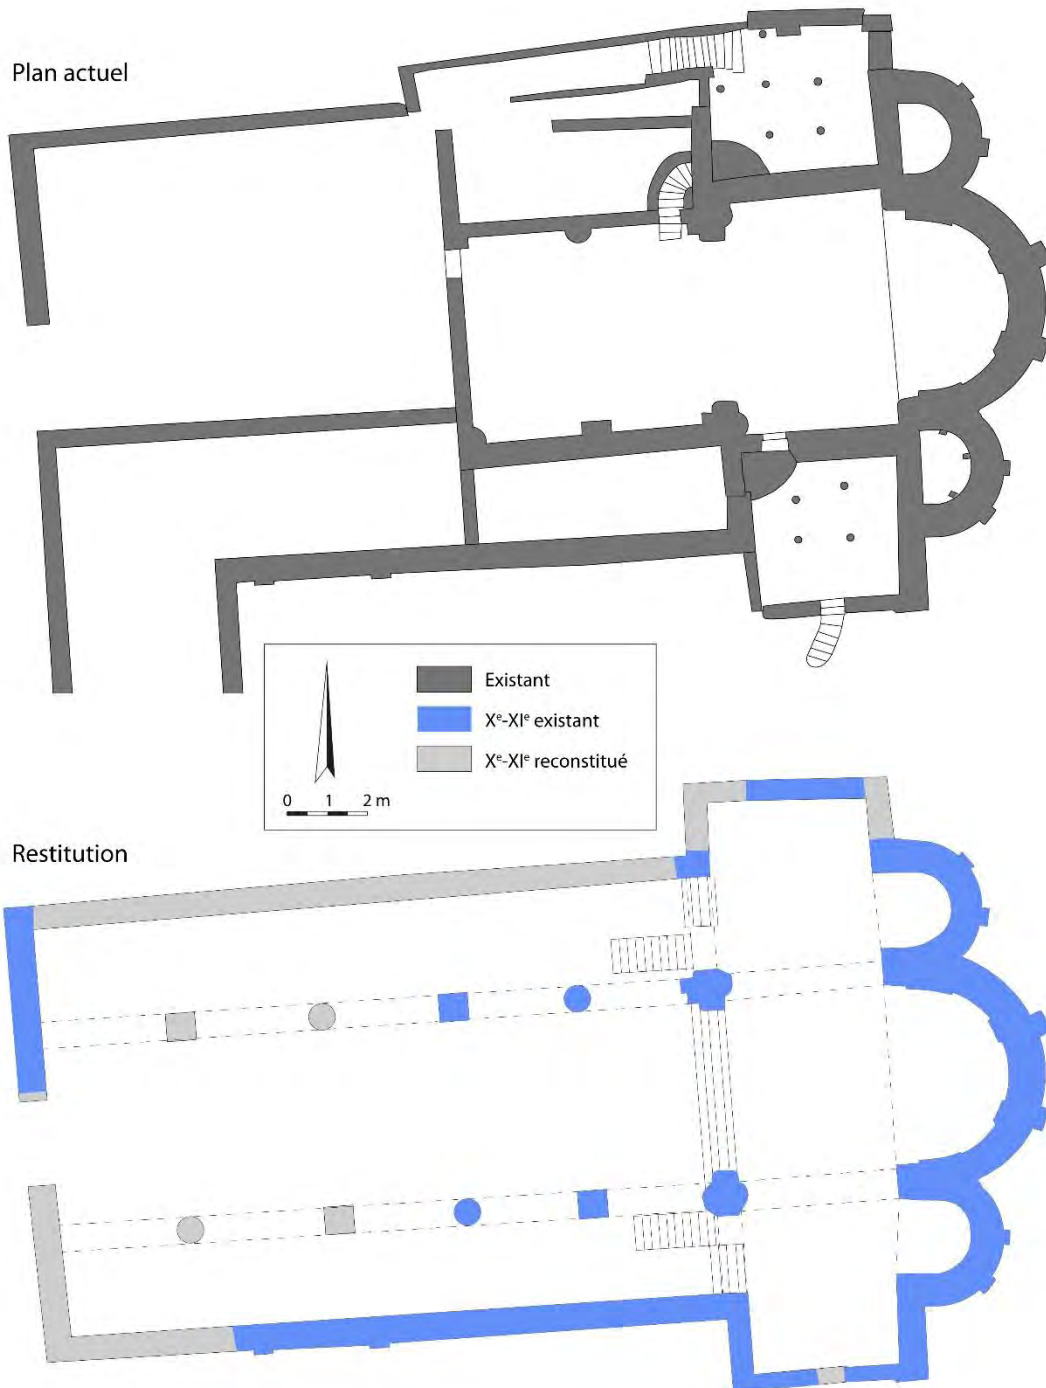 Plan actuel
Existant
Xᵉ-XIᵉ existant
Xᵉ-XIᵉ reconstitué
0 1 2 m
Restitution